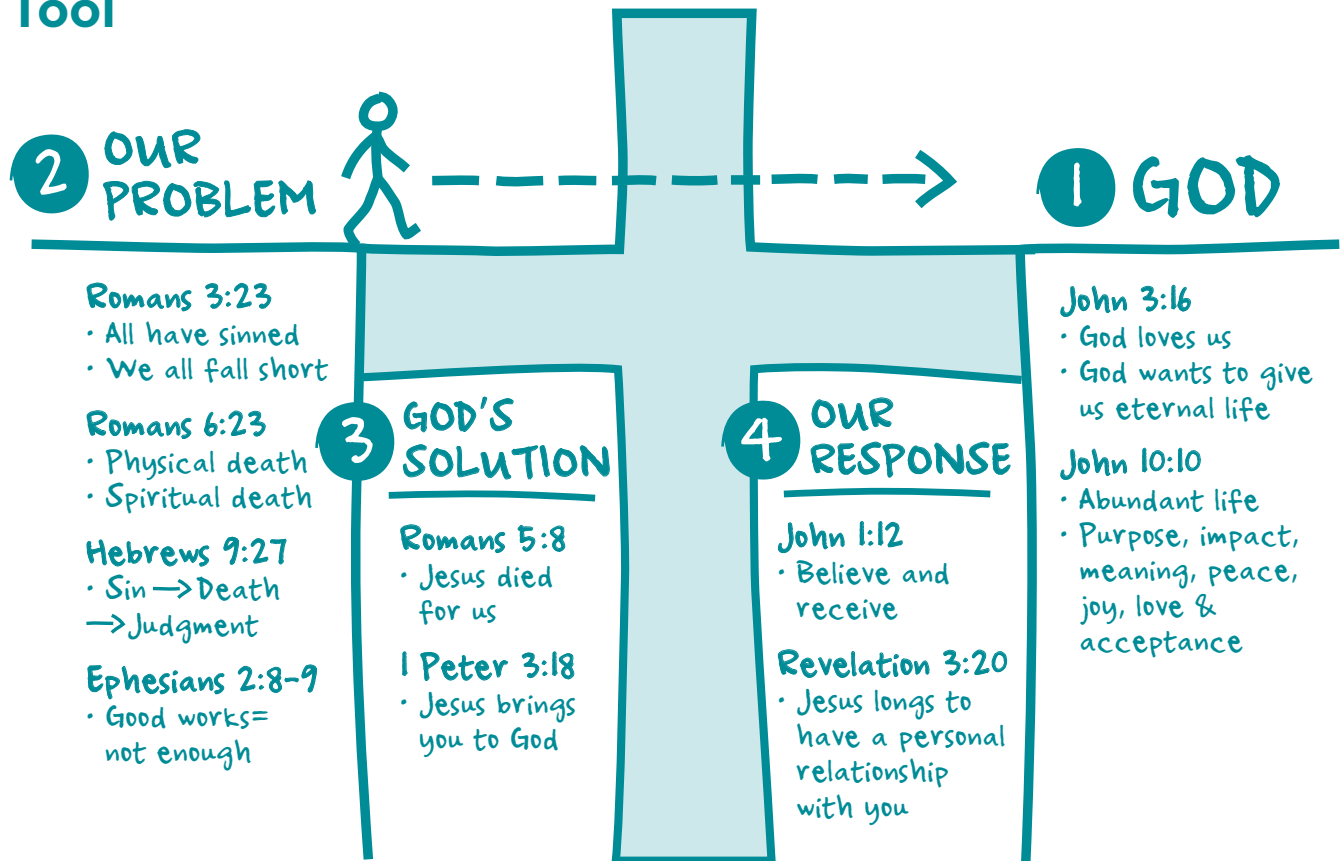 Tool
2 OUR
PROBLEM
1 GOD
Romans 3:23
· All have sinned
· We all fall short
Romans 6:23
· Physical death
· Spiritual death
Hebrews 9:27
· Sin → Death
→ Judgment
Ephesians 2:8-9
· Good works=
not enough
3 GOD'S
SOLUTION
Romans 5:8
· Jesus died
for us
1 Peter 3:18
· Jesus brings
you to God
4 OUR
RESPONSE
John 1:12
· Believe and
receive
Revelation 3:20
· Jesus longs to
have a personal
relationship
with you
John 3:16
· God loves us
· God wants to give
us eternal life
John 10:10
· Abundant life
· Purpose, impact,
meaning, peace,
joy, love &
acceptance